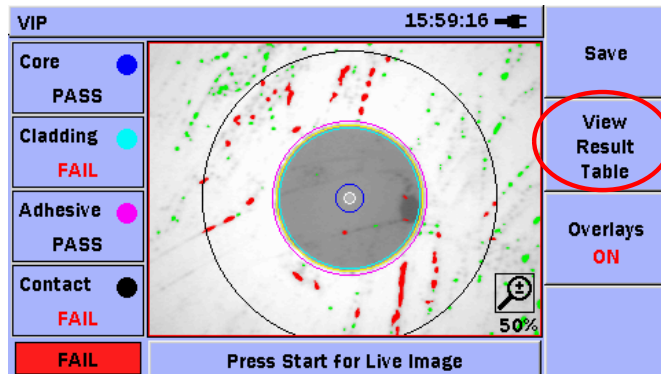 VIP
15:59:16
Core
PASS
Cladding
FAIL
Adhesive
PASS
Contact
FAIL
FAIL
50%
Press Start for Live Image
Save
View
Result
Table
Overlays
ON